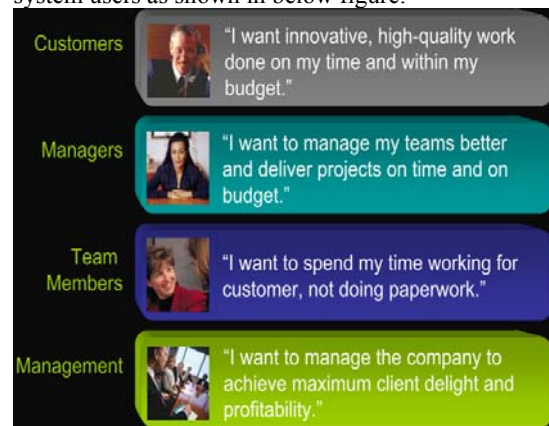 system users as shown in below figure.
Customers
"I want innovative, high-quality work
done on my time and within my
budget."
Managers
"I want to manage my teams better
and deliver projects on time and on
budget."
Team
Members
"I want to spend my time working for
customer, not doing paperwork."
Management
"I want to manage the company to
achieve maximum client delight and
profitability."